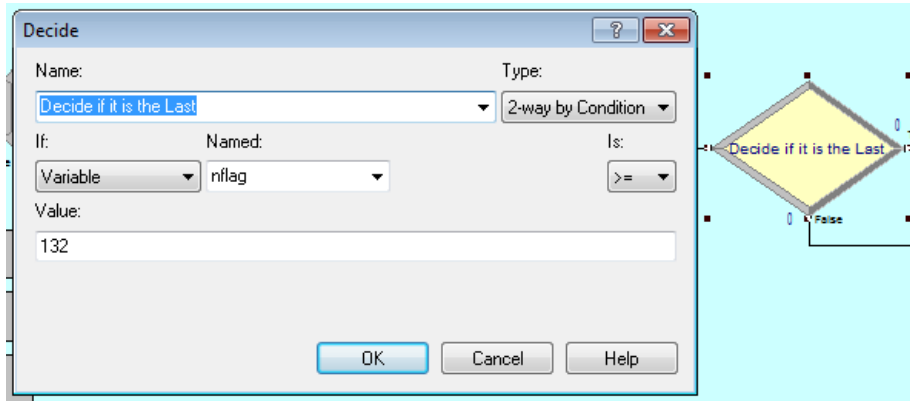 Decide
?
Name: Type:
Decide if it is the Last 2-way by Condition
If: Named: Is:
Variable nflag >=
Value:
132
OK Cancel Help
0
Decide if it is the Last
0 False